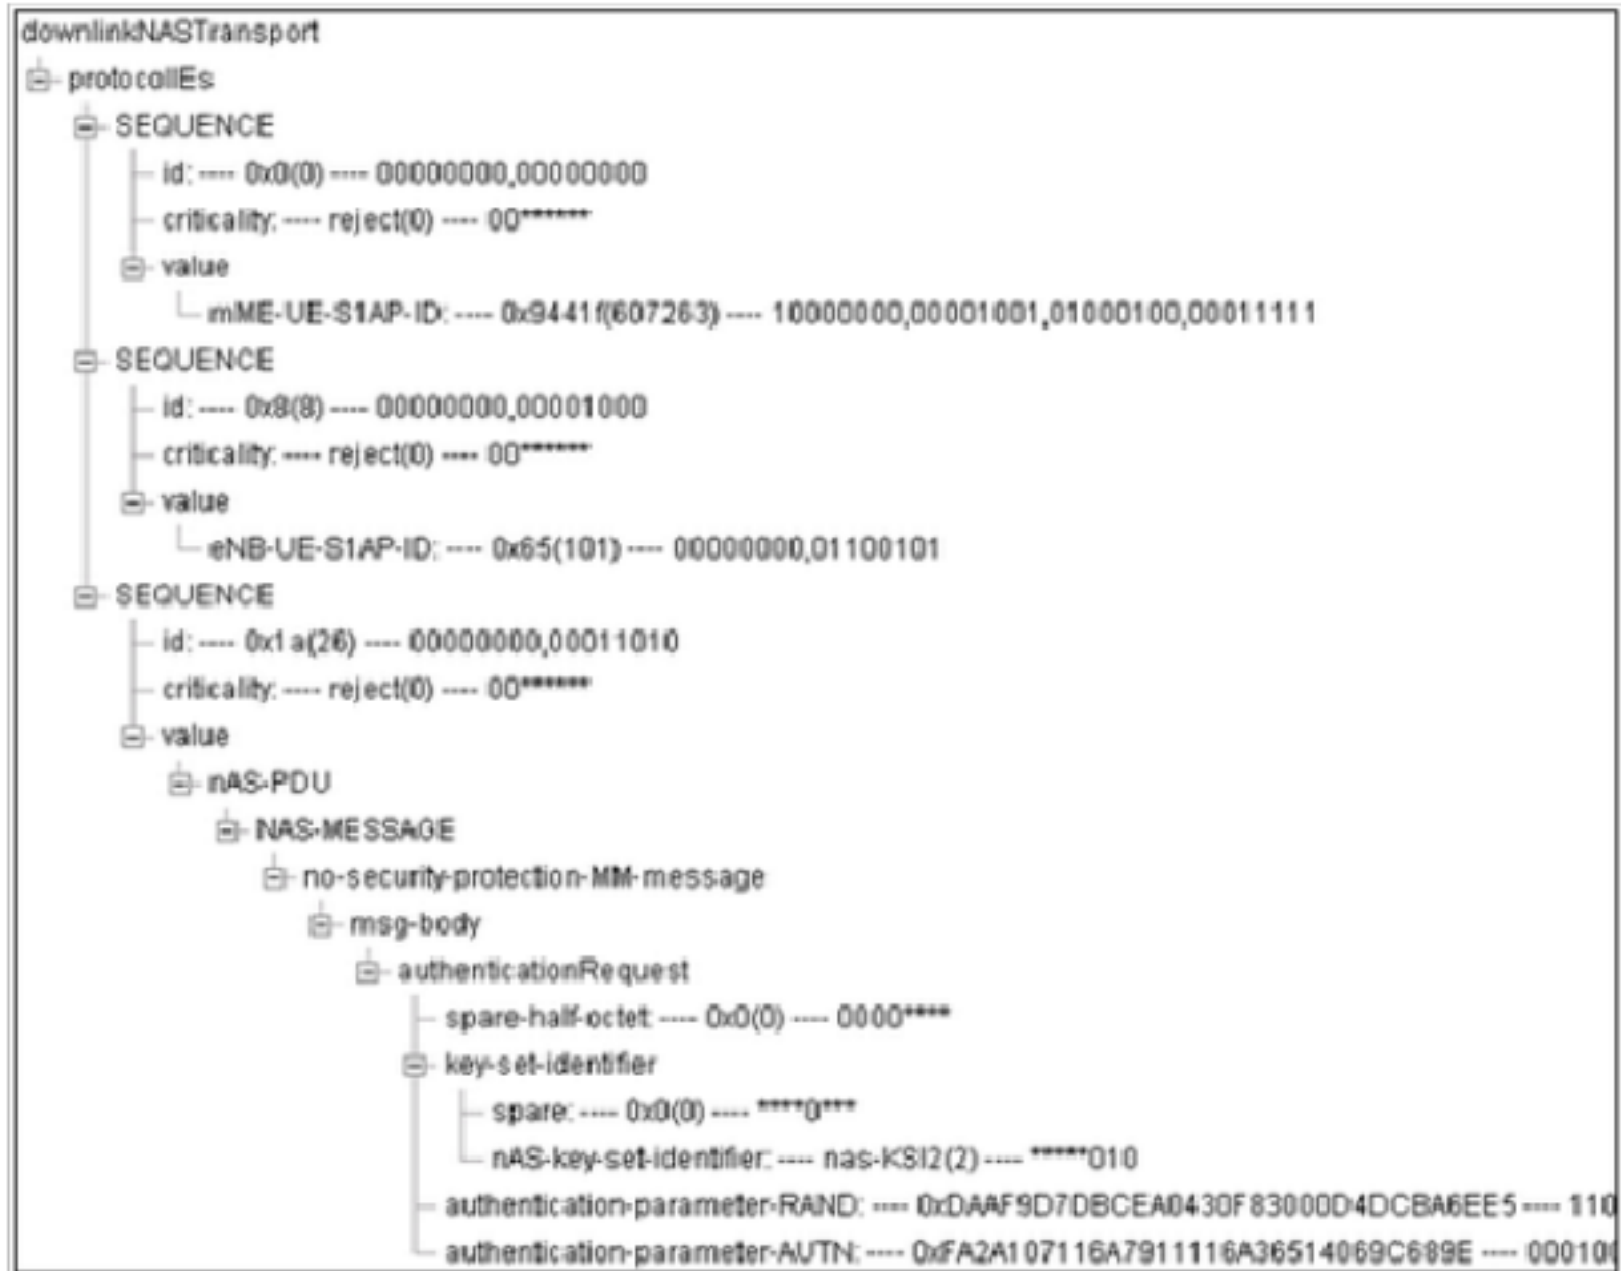 downlinkNASTransport
protocolIEs
SEQUENCE
id: ---- 0x0(0) ---- 00000000,00000000
criticality: ---- reject(0) ---- 00******
value
mME-UE-S1AP-ID: ---- 0x9441f(607263) ---- 10000000,00001001,01000100,00011111
SEQUENCE
id: ---- 0x8(8) ---- 00000000,00001000
criticality: ---- reject(0) ---- 00******
value
eNB-UE-S1AP-ID: ---- 0x65(101) ---- 00000000,01100101
SEQUENCE
id: ---- 0x1a(26) ---- 00000000,00011010
criticality: ---- reject(0) ---- 00******
value
nAS-PDU
NAS-MESSAGE
no-security-protection-MM-message
msg-body
authenticationRequest
spare-half-octet: ---- 0x0(0) ---- 0000****
key-set-identifier
spare: ---- 0x0(0) ---- ****0***
nAS-key-set-identifier: ---- nas-KSI2(2) ---- *****010
authentication-parameter-RAND: ---- 0xDAAF9D7DBCEA0430F83000D4DCBA6EE5 ---- 110
authentication-parameter-AUTN: ---- 0xFA2A107116A7911116A36514069C689E ---- 000100